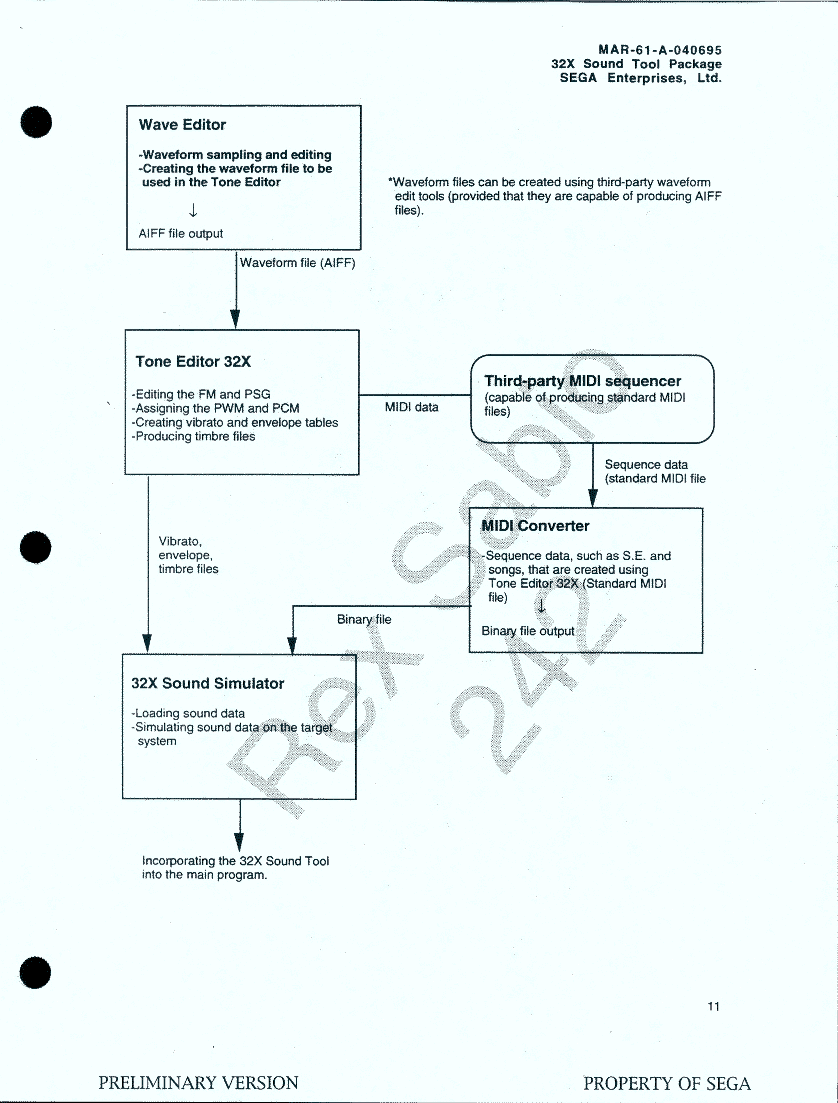 MAR-61-A-040695
32X Sound Tool Package
SEGA Enterprises, Ltd.
Wave Editor
-Waveform sampling and editing
-Creating the waveform file to be
used in the Tone Editor
↓
AIFF file output
*Waveform files can be created using third-party waveform
edit tools (provided that they are capable of producing AIFF
files).
Waveform file (AIFF)
Tone Editor 32X
-Editing the FM and PSG
-Assigning the PWM and PCM
-Creating vibrato and envelope tables
-Producing timbre files
MIDI data
Third-party MIDI sequencer
(capable of producing standard MIDI
files)
Sequence data
(standard MIDI file
MIDI Converter
-Sequence data, such as S.E. and
songs, that are created using
Tone Editor 32X (Standard MIDI
file)
↓
Binary file output
Vibrato,
envelope,
timbre files
Binary file
32X Sound Simulator
-Loading sound data
-Simulating sound data on the target
system
Incorporating the 32X Sound Tool
into the main program.
Rex Sabio
242
11
PRELIMINARY VERSION
PROPERTY OF SEGA